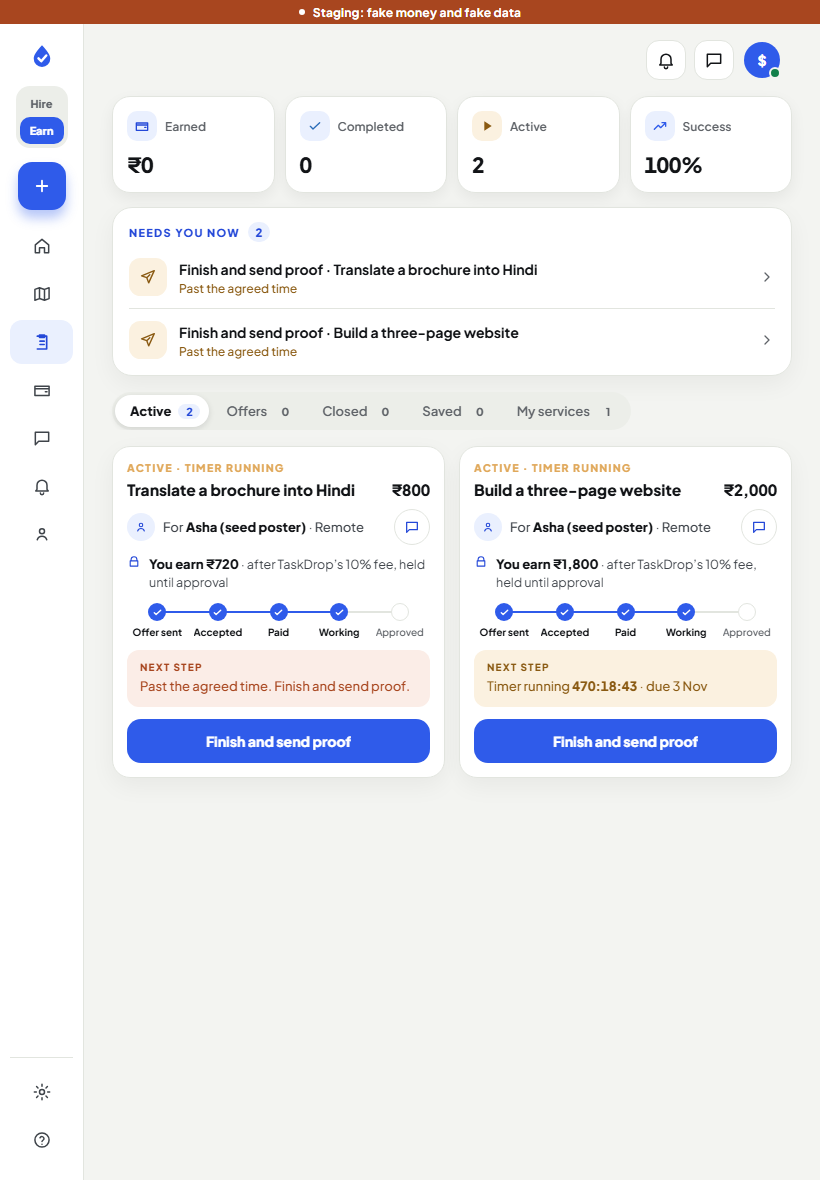 Staging: fake money and fake data
$
Hire
Earn
Earned
₹0
Completed
0
Active
2
Success
100%
NEEDS YOU NOW 2
Finish and send proof · Translate a brochure into Hindi
Past the agreed time
Finish and send proof · Build a three-page website
Past the agreed time
Active 2 Offers 0 Closed 0 Saved 0 My services 1
ACTIVE · TIMER RUNNING
Translate a brochure into Hindi ₹800
For Asha (seed poster) · Remote
You earn ₹720 · after TaskDrop's 10% fee, held
until approval
Offer sent Accepted Paid Working Approved
NEXT STEP
Past the agreed time. Finish and send proof.
Finish and send proof
ACTIVE · TIMER RUNNING
Build a three-page website ₹2,000
For Asha (seed poster) · Remote
You earn ₹1,800 · after TaskDrop's 10% fee,
held until approval
Offer sent Accepted Paid Working Approved
NEXT STEP
Timer running 470:18:43 · due 3 Nov
Finish and send proof